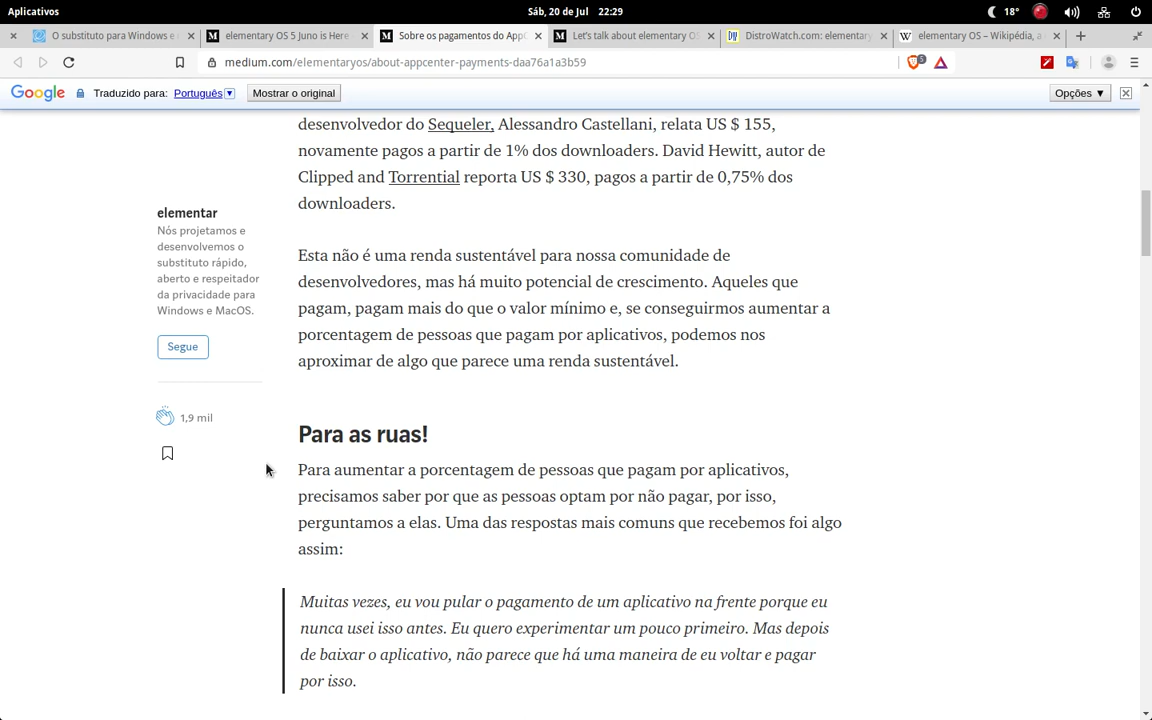 Aplicativos
Sáb, 20 de Jul 22:29
18°
O substituto para Windows e
elementary OS 5 Juno is Here
Sobre os pagamentos do App
Let's talk about elementary O
DistroWatch.com: elementary
elementary OS – Wikipédia, a
medium.com/elementaryos/about-appcenter-payments-daa76a1a3b59
5
Google Traduzido para: Português▼ Mostrar o original
Opções ▼
desenvolvedor do Sequeler, Alessandro Castellani, relata US $ 155,
novamente pagos a partir de 1% dos downloaders. David Hewitt, autor de
Clipped and Torrential reporta US $ 330, pagos a partir de 0,75% dos
downloaders.
elementar
Nós projetamos e
desenvolvemos o
substituto rápido,
aberto e respeitador
da privacidade para
Windows e MacOS.
Segue
1,9 mil
Esta não é uma renda sustentável para nossa comunidade de
desenvolvedores, mas há muito potencial de crescimento. Aqueles que
pagam, pagam mais do que o valor mínimo e, se conseguirmos aumentar a
porcentagem de pessoas que pagam por aplicativos, podemos nos
aproximar de algo que parece uma renda sustentável.
Para as ruas!
Para aumentar a porcentagem de pessoas que pagam por aplicativos,
precisamos saber por que as pessoas optam por não pagar, por isso,
perguntamos a elas. Uma das respostas mais comuns que recebemos foi algo
assim:
Muitas vezes, eu vou pular o pagamento de um aplicativo na frente porque eu
nunca usei isso antes. Eu quero experimentar um pouco primeiro. Mas depois
de baixar o aplicativo, não parece que há uma maneira de eu voltar e pagar
por isso.